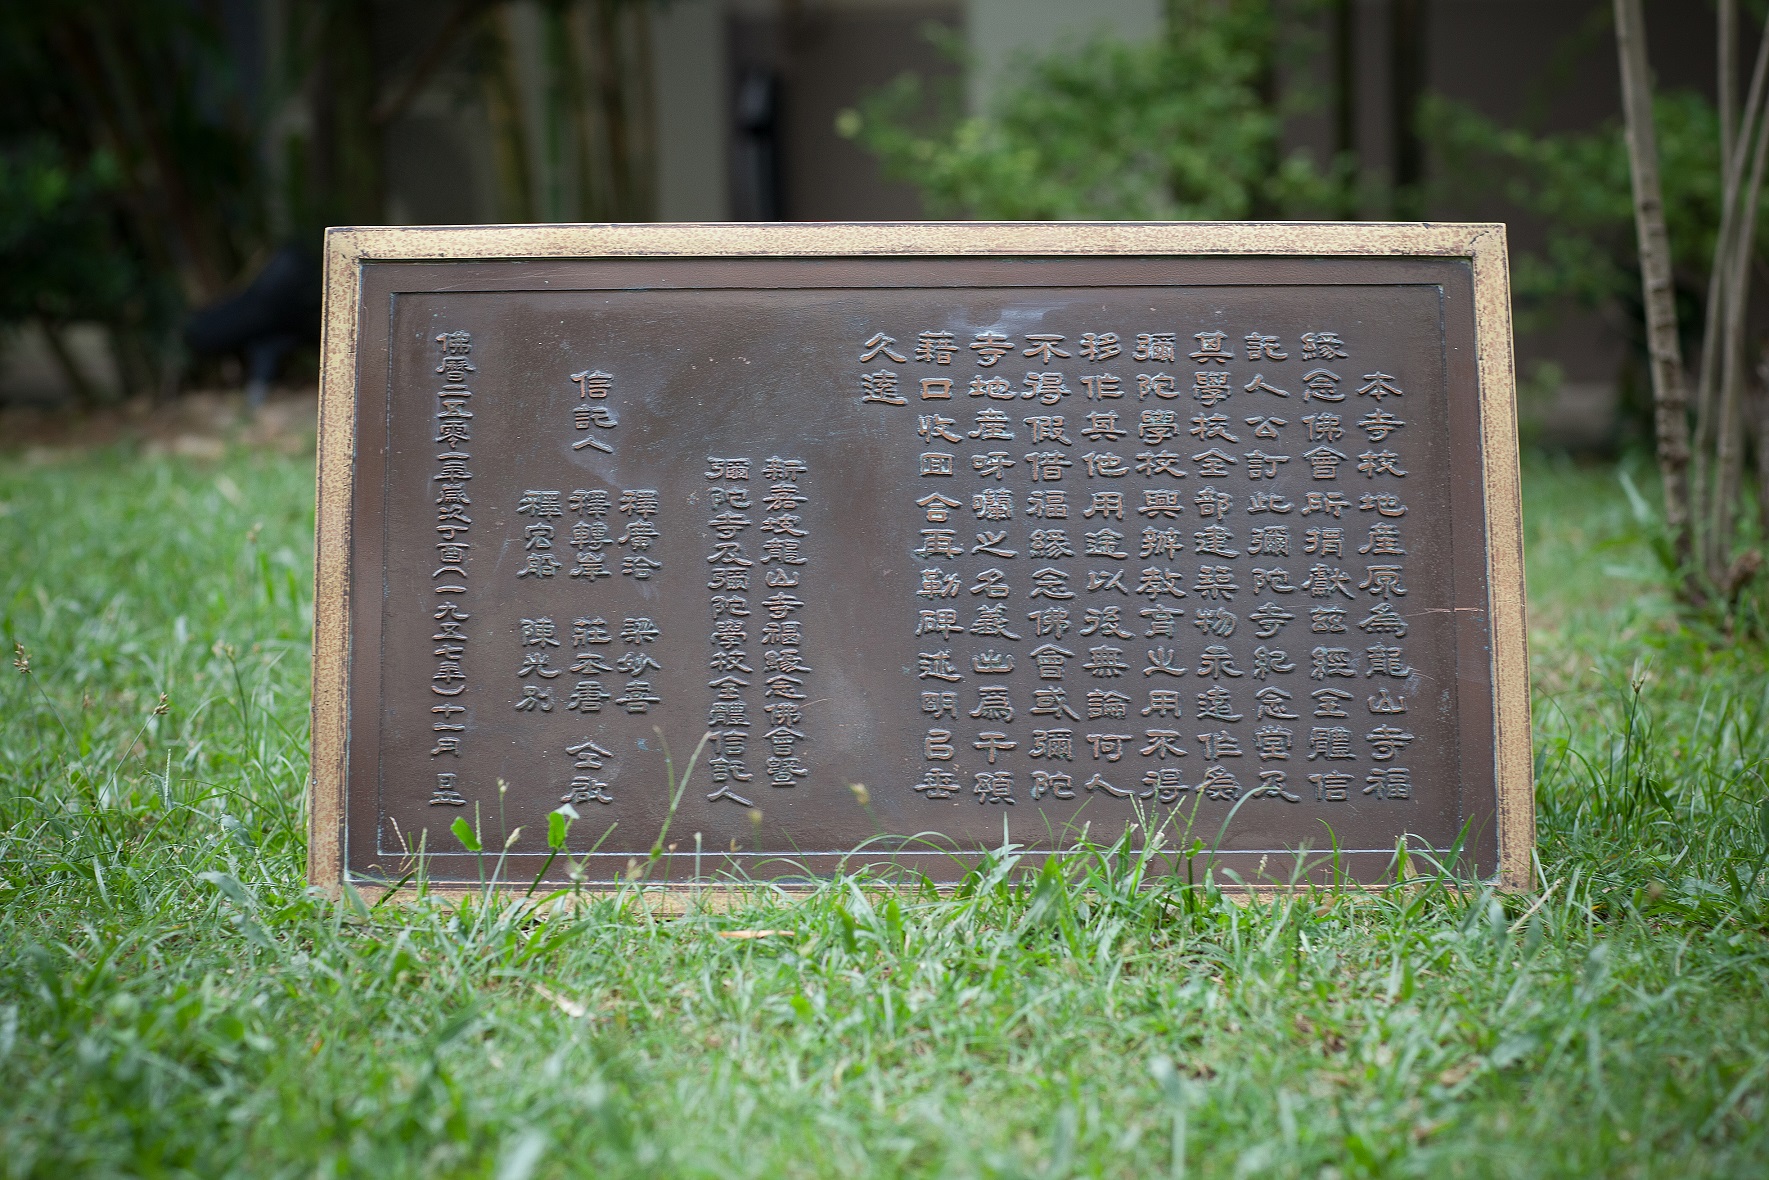 本寺校地產原為龍山寺福
緣念佛會所捐獻茲經全體信
記人公訂此彌陀寺紀念堂及
其學校全部建築物永遠作為
彌陀學校興辦教育之用不得
移作其他用途以後無論何人
不得假借福緣念佛會或彌陀
寺地產呀囒之名義出爲干預
藉口收回合再勒碑述明以垂
久遠
新嘉坡龍山寺福緣念佛會暨
彌陀寺及彌陀學校全體信記人
信記人
釋廣洽 梁妙喜
釋轉岸 莊丕唐 仝啟
釋宏船 陳光別
佛曆二五零一年歲次丁酉(一九五七年)十一月 旦